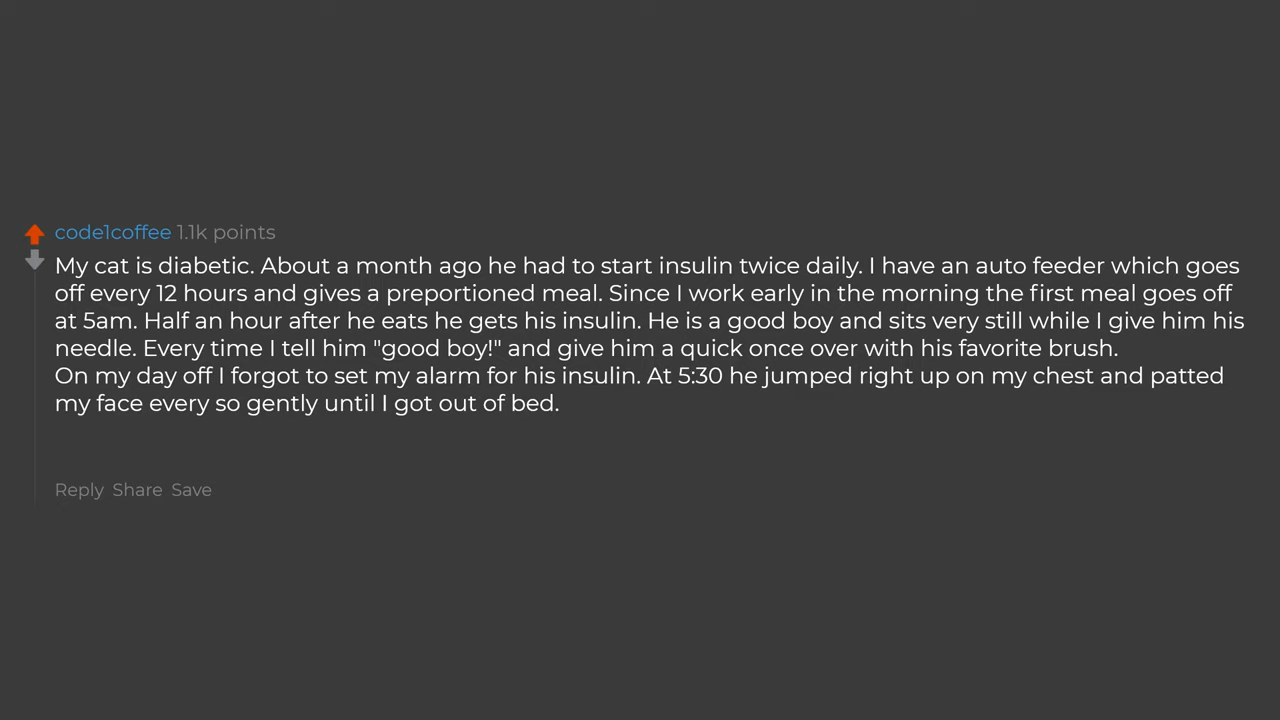 code1coffee 1.1k points
My cat is diabetic. About a month ago he had to start insulin twice daily. I have an auto feeder which goes
off every 12 hours and gives a preportioned meal. Since I work early in the morning the first meal goes off
at 5am. Half an hour after he eats he gets his insulin. He is a good boy and sits very still while I give him his
needle. Every time I tell him "good boy!" and give him a quick once over with his favorite brush.
On my day off I forgot to set my alarm for his insulin. At 5:30 he jumped right up on my chest and patted
my face every so gently until I got out of bed.
Reply Share Save